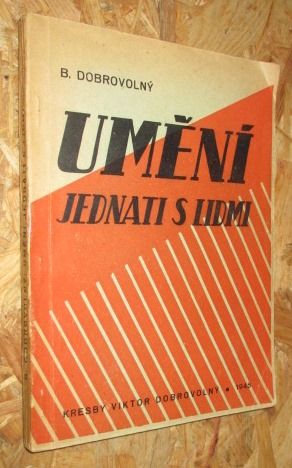 B. DOBROVOLNÝ
UMĚNÍ
JEDNATI S LIDMI
KRESBY VIKTOR DOBROVOLNÝ • 1945